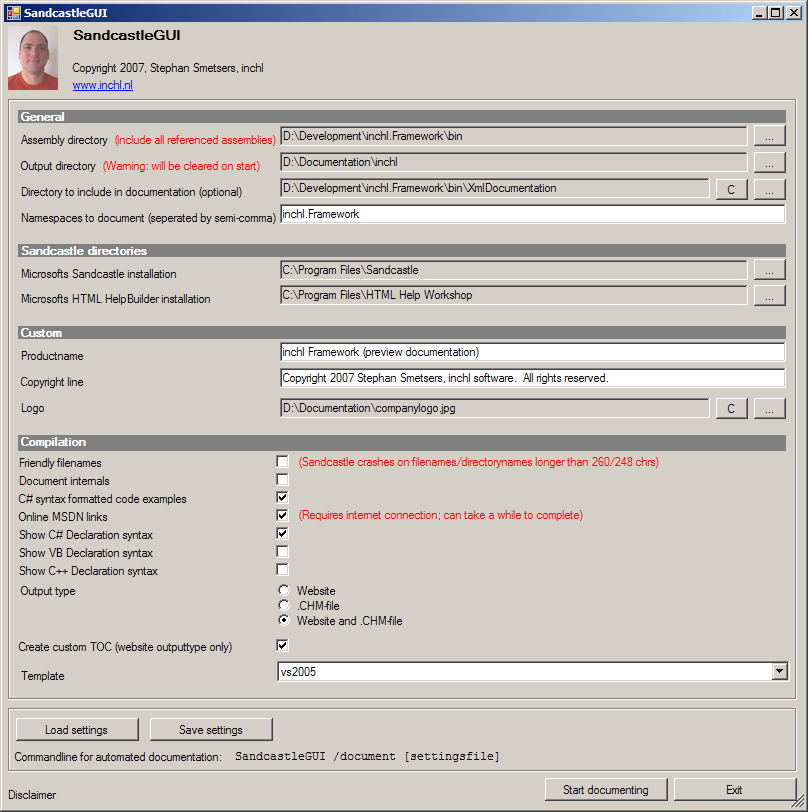 SandcastleGUI
SandcastleGUI
Copyright 2007, Stephan Smetsers, inchl
www.inchl.nl
General
Assembly directory (include all referenced assemblies) D:\Development\inchl.Framework\bin ...
Output directory (Warning: will be cleared on start) D:\Documentation\inchl ...
Directory to include in documentation (optional) D:\Development\inchl.Framework\bin\XmlDocumentation C ...
Namespaces to document (seperated by semi-comma) inchl.Framework
Sandcastle directories
Microsofts Sandcastle installation C:\Program Files\Sandcastle ...
Microsofts HTML HelpBuilder installation C:\Program Files\HTML Help Workshop ...
Custom
Productname inchl Framework (preview documentation)
Copyright line Copyright 2007 Stephan Smetsers, inchl software. All rights reserved.
Logo D:\Documentation\companylogo.jpg C ...
Compilation
Friendly filenames (Sandcastle crashes on filenames/directorynames longer than 260/248 chrs)
Document internals
C# syntax formatted code examples
Online MSDN links (Requires internet connection; can take a while to complete)
Show C# Declaration syntax
Show VB Declaration syntax
Show C++ Declaration syntax
Output type Website
.CHM-file
Website and .CHM-file
Create custom TOC (website outputtype only)
Template vs2005
Load settings Save settings
Commandline for automated documentation: SandcastleGUI /document [settingsfile]
Disclaimer Start documenting Exit